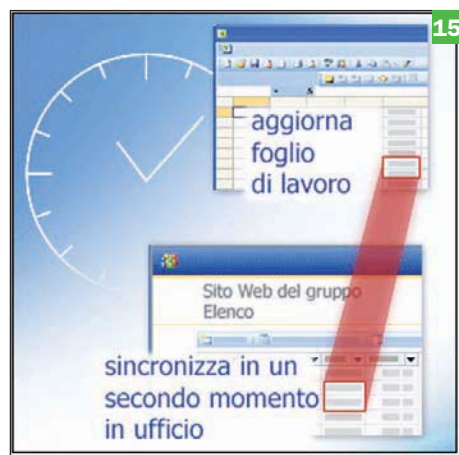 15
aggiorna
foglio
di lavoro
Sito Web del gruppo
Elenco
sincronizza in un
secondo momento
in ufficio